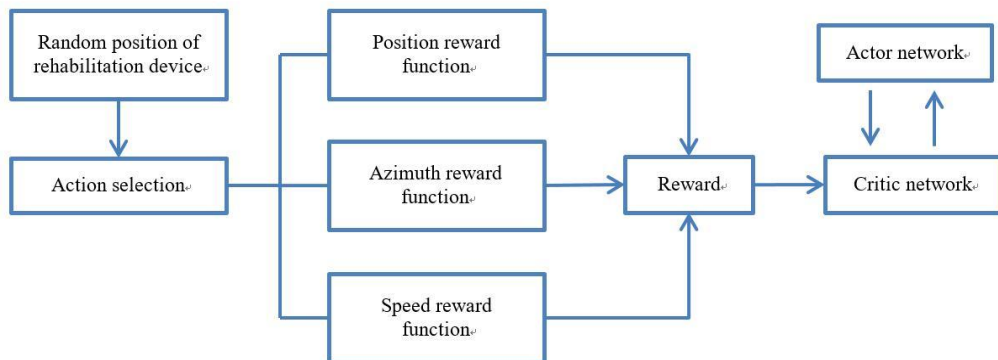 Random position of
rehabilitation device
Action selection
Position reward
function
Azimuth reward
function
Speed reward
function
Reward
Actor network
Critic network